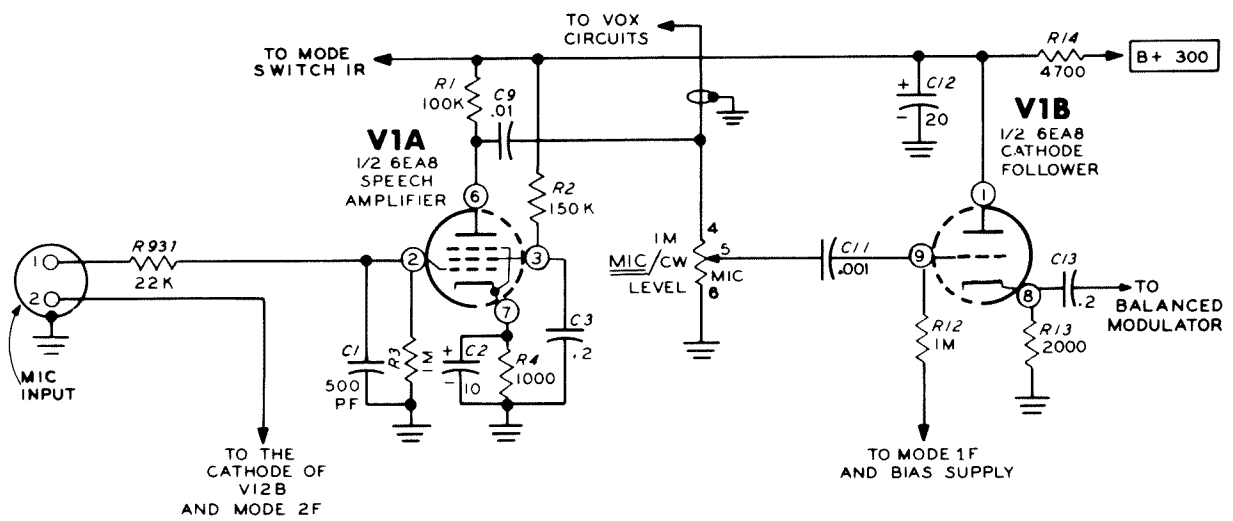 TO VOX
CIRCUITS
TO MODE
SWITCH 1R
R14
4700
B+ 300
R1
100K
C9
.01
+
C12
-
20
V1B
1/2 6EA8
CATHODE
FOLLOWER
V1A
1/2 6EA8
SPEECH
AMPLIFIER
6
R2
150K
1
R931
22K
1
2
MIC
INPUT
2
3
7
1M
MIC/CW
LEVEL
4
5
MIC
6
C11
.001
9
8
C13
.2
TO
BALANCED
MODULATOR
C1
500
PF
R3
1M
+
C2
-
10
R4
1000
C3
.2
R12
1M
R13
2000
TO THE
CATHODE OF
V12B
AND MODE 2F
TO MODE 1F
AND BIAS SUPPLY